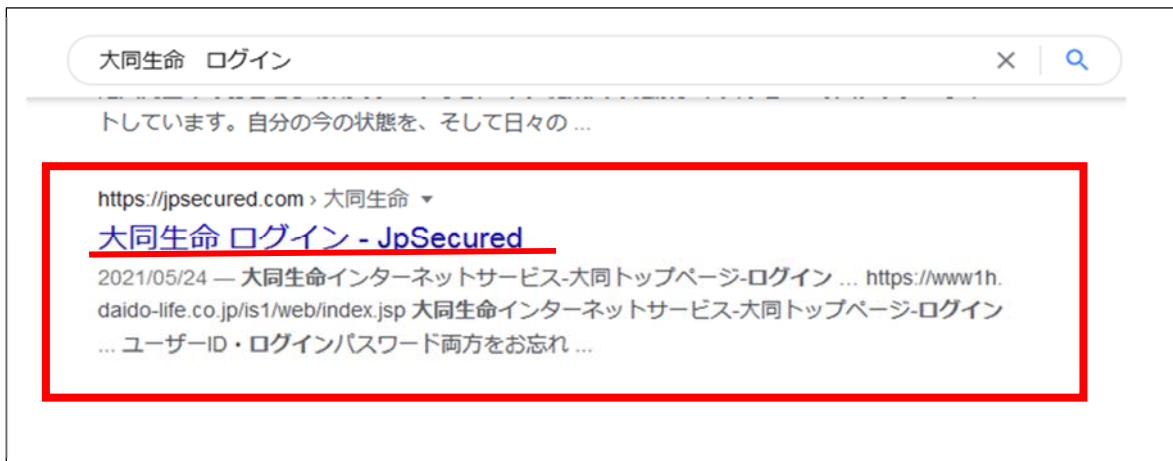 大同生命　ログイン
トしています。自分の今の状態を、そして日々の ...
https://jpsecured.com › 大同生命
大同生命 ログイン - JpSecured
2021/05/24 — 大同生命インターネットサービス-大同トップページ-ログイン ... https://www1h.
daido-life.co.jp/is1/web/index.jsp 大同生命インターネットサービス-大同トップページ-ログイン
... ユーザーID・ログインパスワード両方をお忘れ ...